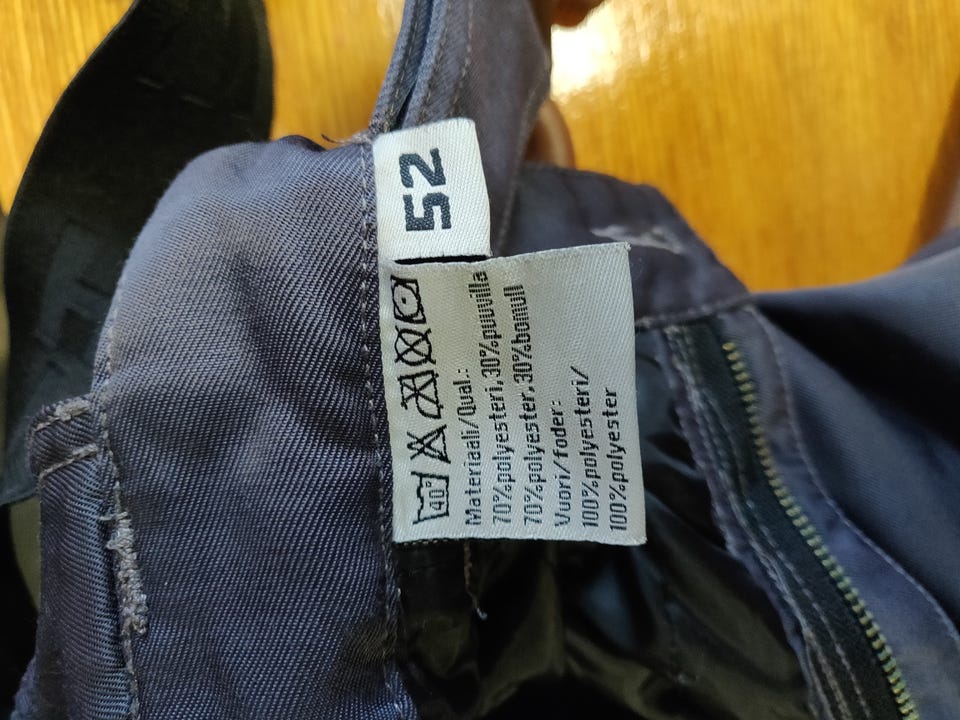 52
40°
Materiaali/Qual.:
70%polyesteri,30%puuvilla
70%polyester,30%bomull
Vuori/foder:
100%polyesteri/
100%polyester